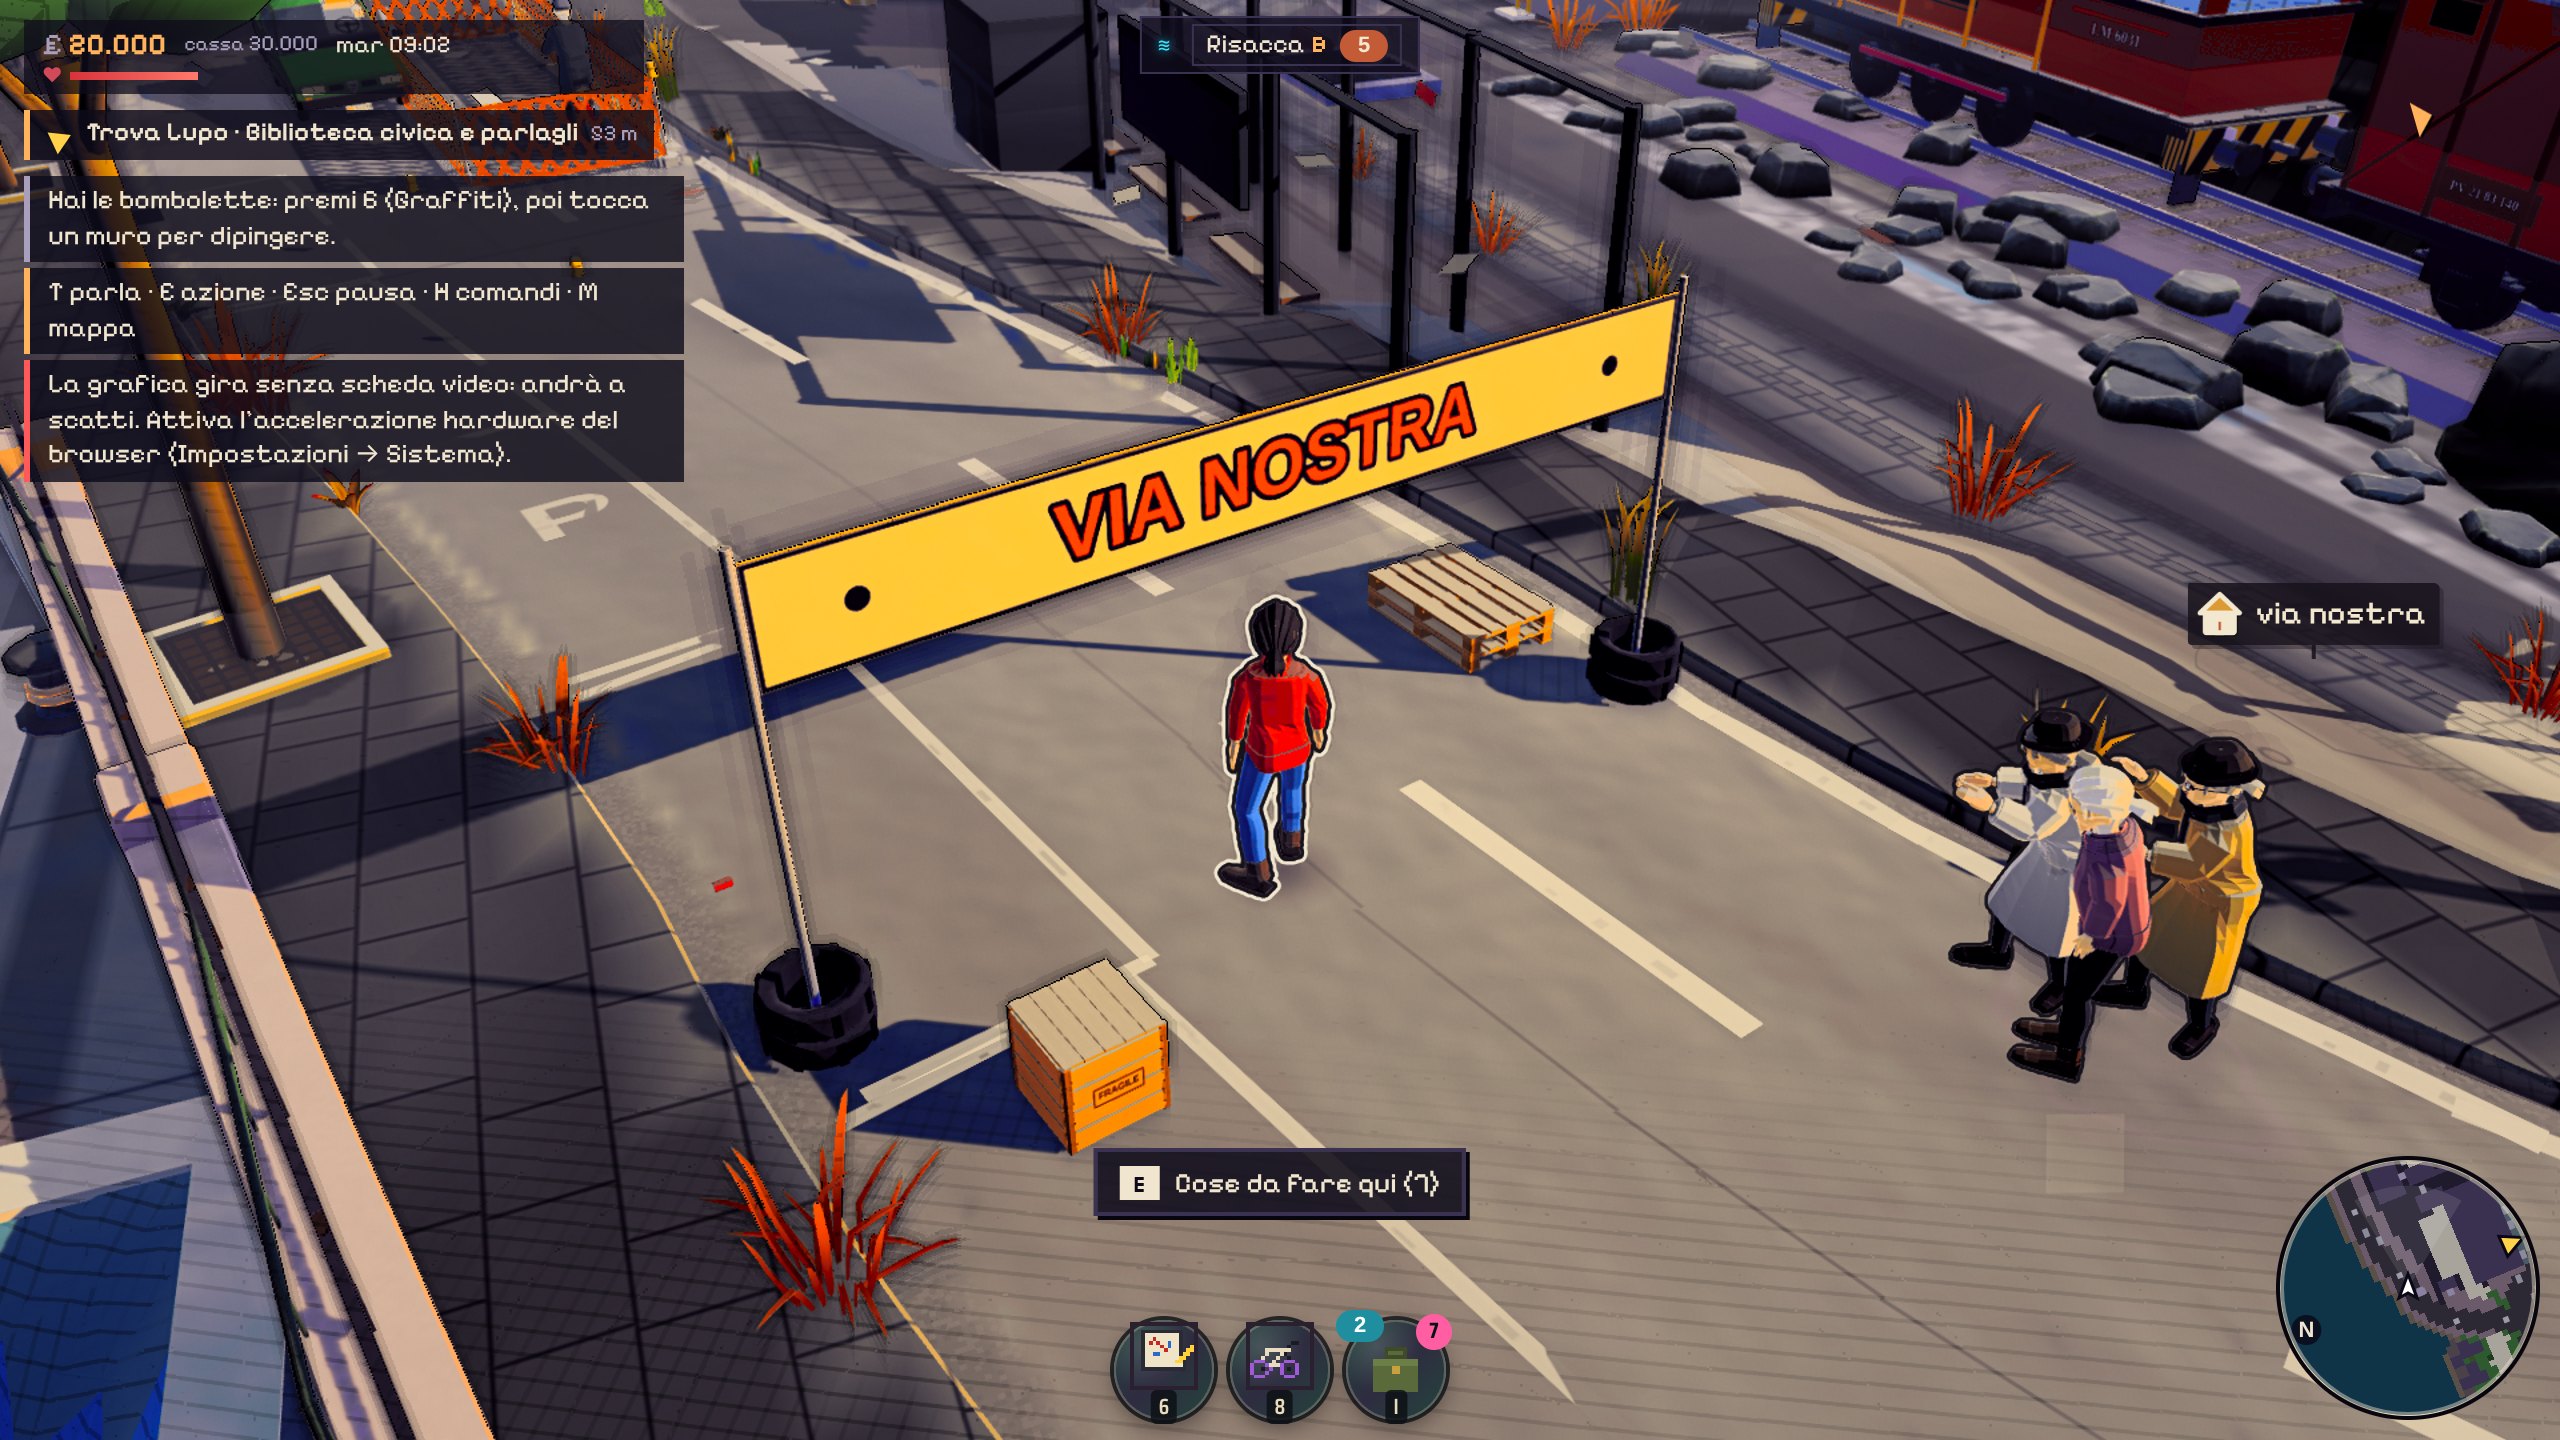 £ 80.000 cassa 30.000 mar 09:02
Risacca B 5
Trova Lupo · Biblioteca civica e parlagli 93 m
Hai le bombolette: premi 6 (Graffiti), poi tocca
un muro per dipingere.
T parla · E azione · Esc pausa · H comandi · M
mappa
La grafica gira senza scheda video: andrà a
scatti. Attiva l'accelerazione hardware del
browser (Impostazioni → Sistema).
P
VIA NOSTRA
via nostra
FRAGILE
E Cose da fare qui (7)
N
2 7
6 8 I